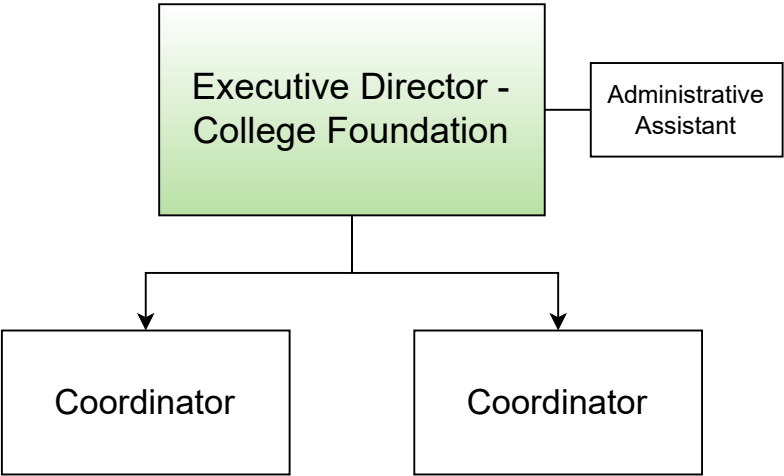 Executive Director -
College Foundation
Administrative
Assistant
Coordinator
Coordinator